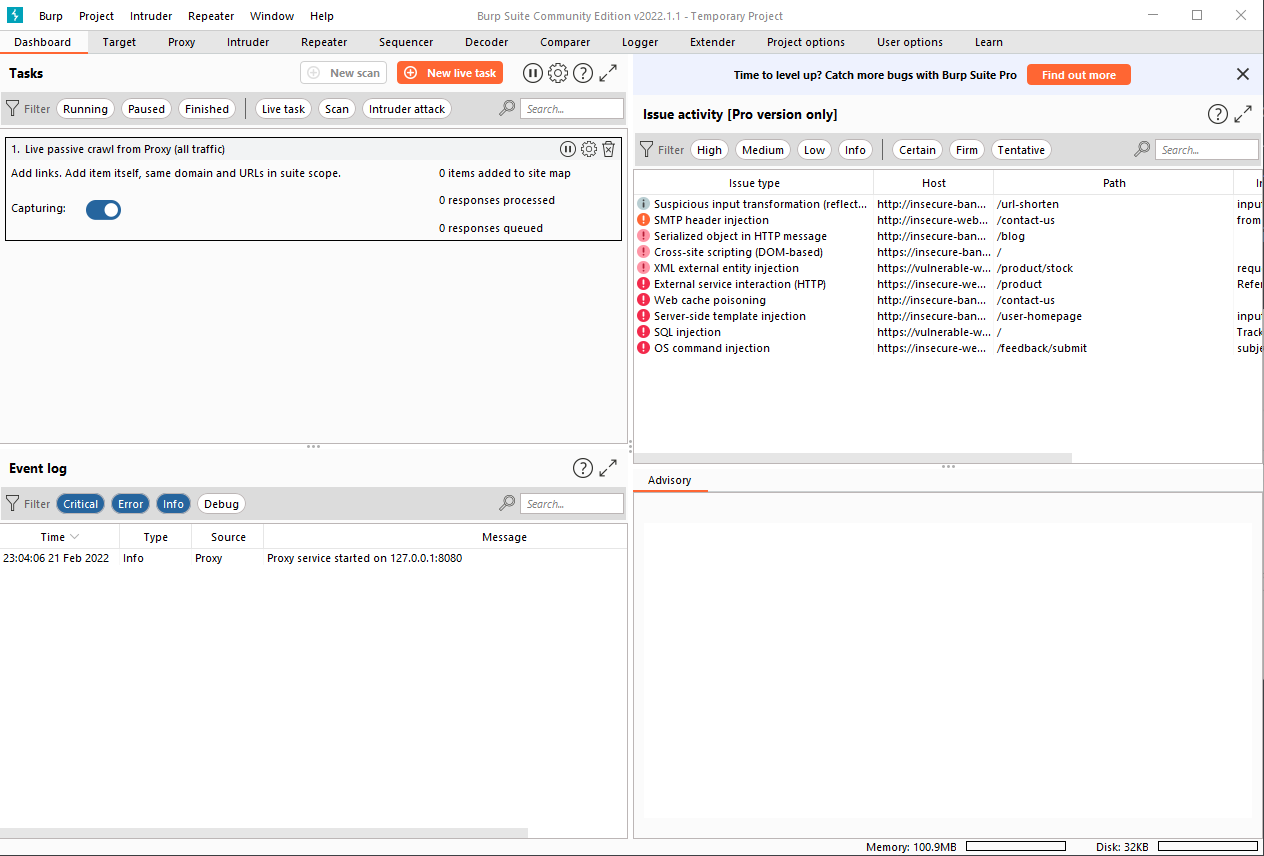 Burp Project Intruder Repeater Window Help Burp Suite Community Edition v2022.1.1 - Temporary Project
Dashboard Target Proxy Intruder Repeater Sequencer Decoder Comparer Logger Extender Project options User options Learn
Tasks New scan New live task
Filter Running Paused Finished Live task Scan Intruder attack Search...
1. Live passive crawl from Proxy (all traffic)
Add links. Add item itself, same domain and URLs in suite scope. 0 items added to site map
0 responses processed
Capturing:
0 responses queued
Event log
Filter Critical Error Info Debug Search...
Time Type Source Message
23:04:06 21 Feb 2022 Info Proxy Proxy service started on 127.0.0.1:8080
Time to level up? Catch more bugs with Burp Suite Pro Find out more
Issue activity [Pro version only]
Filter High Medium Low Info Certain Firm Tentative Search...
Issue type Host Path In
Suspicious input transformation (reflect... http://insecure-ban... /url-shorten input
SMTP header injection http://insecure-web... /contact-us from
Serialized object in HTTP message http://insecure-ban... /blog
Cross-site scripting (DOM-based) https://insecure-ban... /
XML external entity injection https://vulnerable-w... /product/stock requ
External service interaction (HTTP) https://insecure-we... /product Refer
Web cache poisoning http://insecure-ban... /contact-us
Server-side template injection http://insecure-ban... /user-homepage input
SQL injection https://vulnerable-w... / Track
OS command injection https://insecure-we... /feedback/submit subje
Advisory
Memory: 100.9MB Disk: 32KB